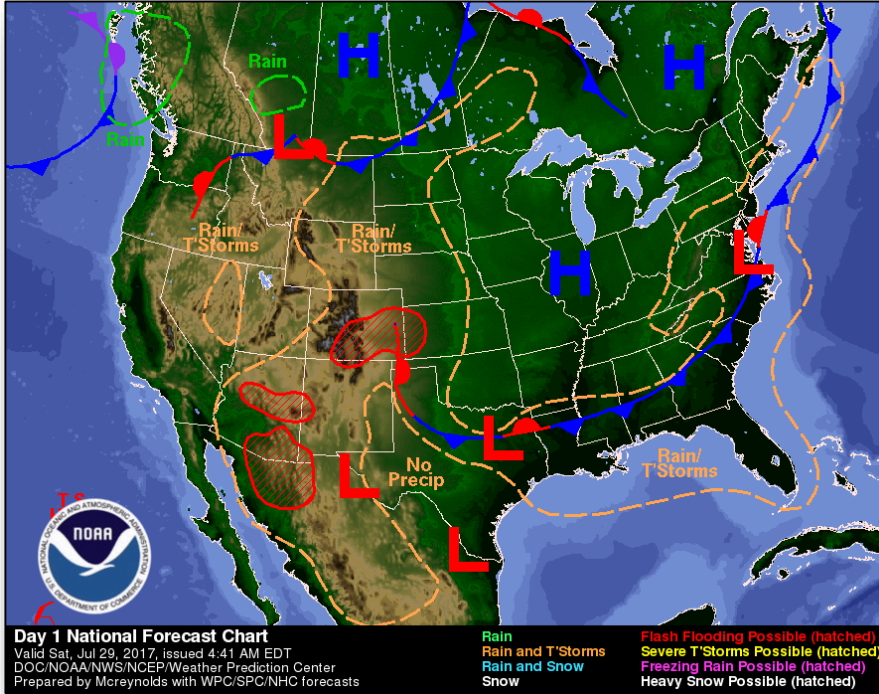 Rain
Rain
H
H
Rain
L
Rain/
T'Storms
Rain/
T'Storms
L
H
L
No
Precip
Rain/
T'Storms
L
L
T.S.
NATIONAL OCEANIC AND ATMOSPHERIC ADMINISTRATION
NOAA
U.S. DEPARTMENT OF COMMERCE
Day 1 National Forecast Chart
Valid Sat, Jul 29, 2017, issued 4:41 AM EDT
DOC/NOAA/NWS/NCEP/Weather Prediction Center
Prepared by Mcreynolds with WPC/SPC/NHC forecasts
Rain
Rain and T'Storms
Rain and Snow
Snow
Flash Flooding Possible (hatched)
Severe T'Storms Possible (hatched)
Freezing Rain Possible (hatched)
Heavy Snow Possible (hatched)